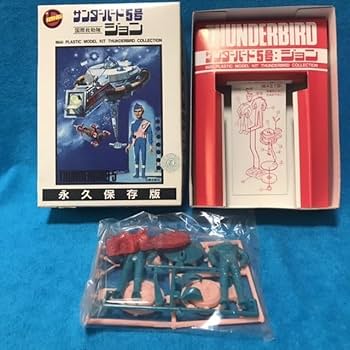 サンダーバード5号
国際救助隊
ジョン
MINI PLASTIC MODEL KIT THUNDERBIRD COLLECTION
永久保存版
THUNDERBIRD
サンダーバード5号:ジョン
MINI PLASTIC MODEL KIT THUNDERBIRD COLLECTION